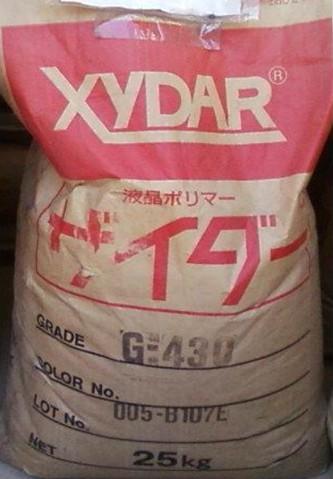 XYDAR®
液晶ポリマー
ザイダー
GRADE G-430
COLOR No.
LOT No. 005-B107E
NET 25kg